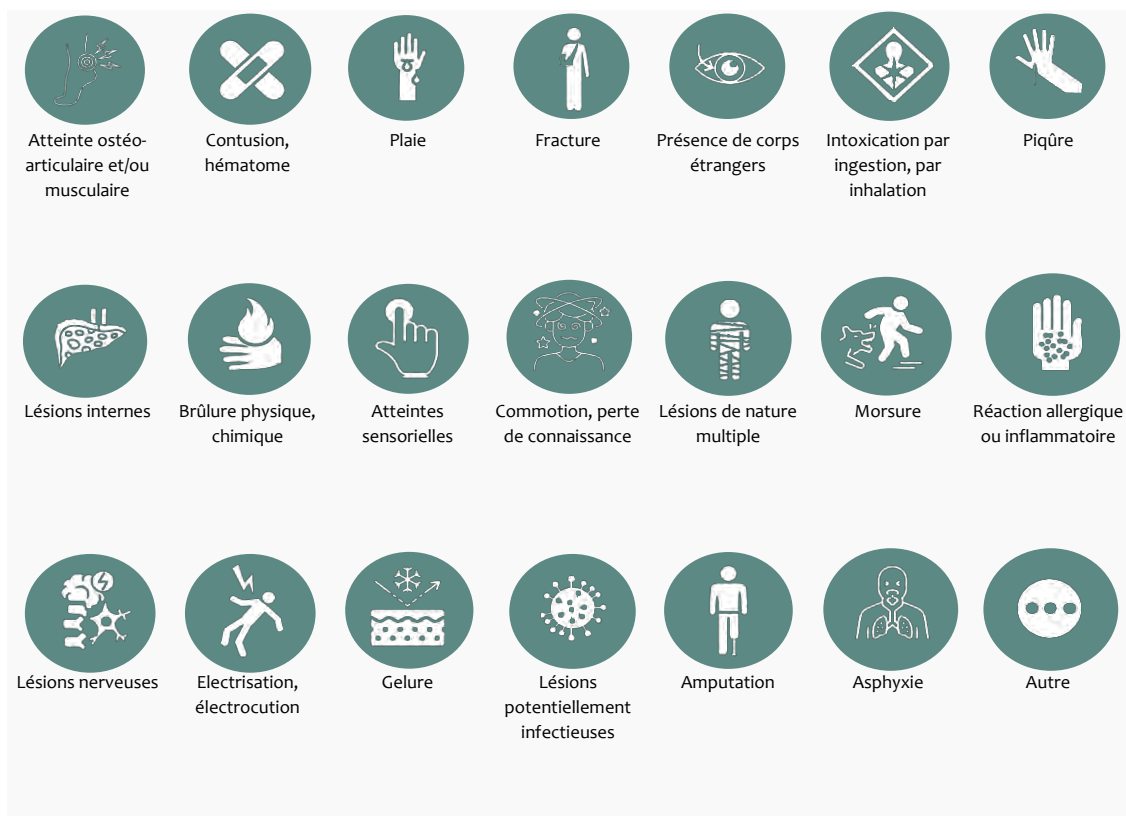 Atteinte ostéo-
articulaire et/ou
musculaire
Contusion,
hématome
Plaie
Fracture
Présence de corps
étrangers
Intoxication par
ingestion, par
inhalation
Piqûre
Lésions internes
Brûlure physique,
chimique
Atteintes
sensorielles
Commotion, perte
de connaissance
Lésions de nature
multiple
Morsure
Réaction allergique
ou inflammatoire
Lésions nerveuses
Electrisation,
électrocution
Gelure
Lésions
potentiellement
infectieuses
Amputation
Asphyxie
Autre